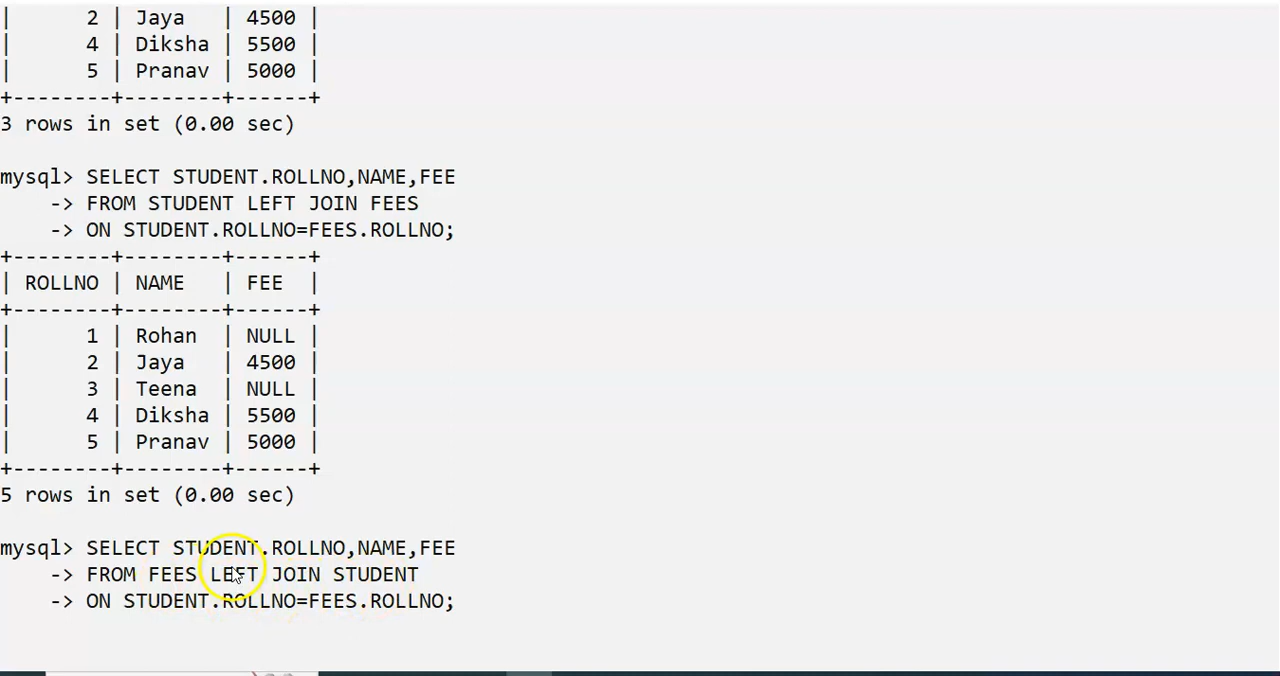 |      2 | Jaya   | 4500 |
|      4 | Diksha | 5500 |
|      5 | Pranav | 5000 |
+--------+--------+------+
3 rows in set (0.00 sec)
mysql> SELECT STUDENT.ROLLNO,NAME,FEE
    -> FROM STUDENT LEFT JOIN FEES
    -> ON STUDENT.ROLLNO=FEES.ROLLNO;
+--------+--------+------+
| ROLLNO | NAME   | FEE  |
+--------+--------+------+
|      1 | Rohan  | NULL |
|      2 | Jaya   | 4500 |
|      3 | Teena  | NULL |
|      4 | Diksha | 5500 |
|      5 | Pranav | 5000 |
+--------+--------+------+
5 rows in set (0.00 sec)
mysql> SELECT STUDENT.ROLLNO,NAME,FEE
    -> FROM FEES LEFT JOIN STUDENT
    -> ON STUDENT.ROLLNO=FEES.ROLLNO;